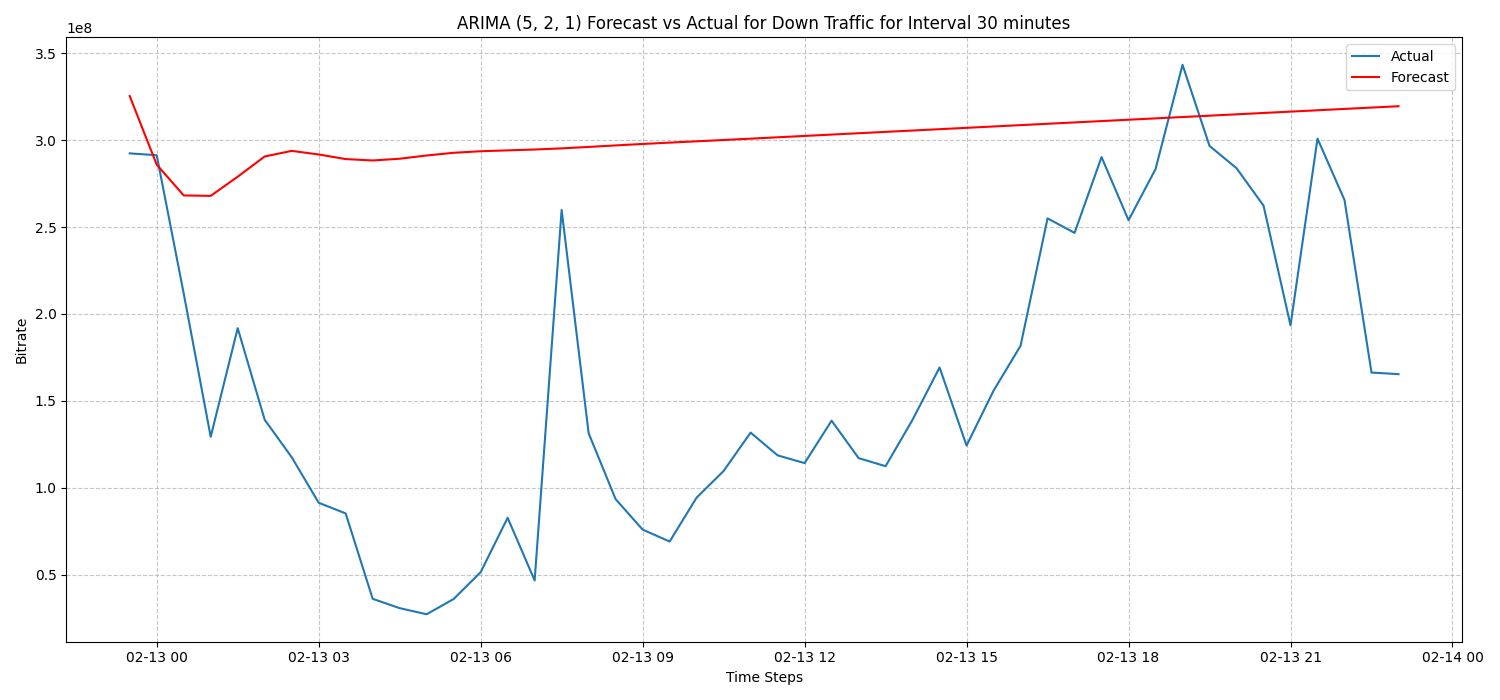 ARIMA (5, 2, 1) Forecast vs Actual for Down Traffic for Interval 30 minutes
1e8
Actual
Forecast
3.5
3.0
2.5
2.0
1.5
1.0
0.5
Bitrate
02-13 00 02-13 03 02-13 06 02-13 09 02-13 12 02-13 15 02-13 18 02-13 21 02-14 00
Time Steps